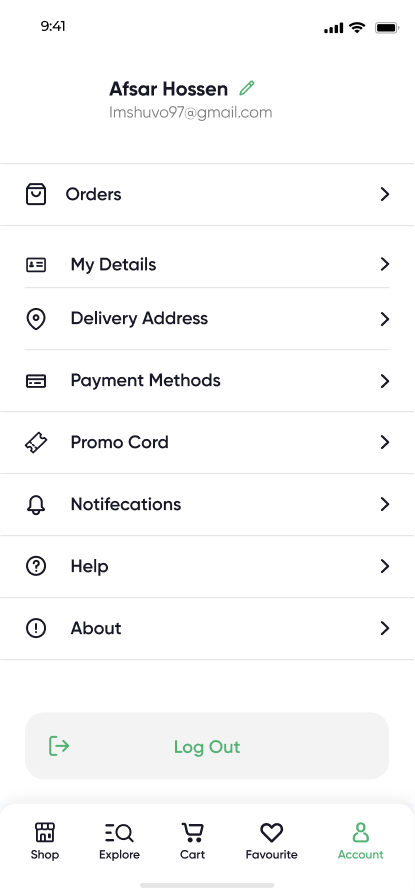 9:41
Afsar Hossen
Imshuvo97@gmail.com
Orders
My Details
Delivery Address
Payment Methods
Promo Cord
Notifecations
Help
About
Log Out
Shop
Explore
Cart
Favourite
Account